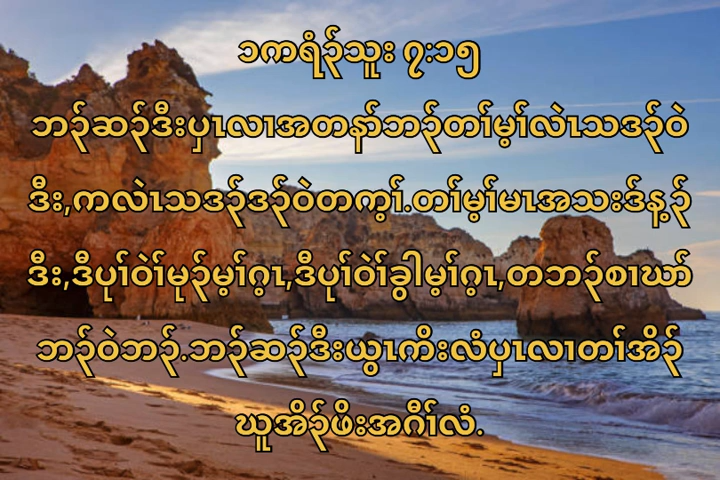 ၁ကရံၣ်သူး ၇:၁၅
ဘၣ်ဆၣ်ဒီးပှၤလၢအတနာ်ဘၣ်တၢ်မ့ၢ်လဲၤသဒၣ်ဝဲ
ဒီး,ကလဲၤသဒၣ်ဒၣ်ဝဲတက့ၢ်.တၢ်မ့ၢ်မၤအသးဒ်န့ၣ်
ဒီး,ဒီပုၢ်ဝဲၢ်မုၣ်မ့ၢ်ဂ့ၤ,ဒီပုၢ်ဝဲၢ်ခွါမ့ၢ်ဂ့ၤ,တဘၣ်စၢဃာ်
ဘၣ်ဝဲဘၣ်.ဘၣ်ဆၣ်ဒီးယွၤကိးလံပှၤလၢတၢ်အိၣ်
ဃူအိၣ်ဖိးအဂီၢ်လံ.